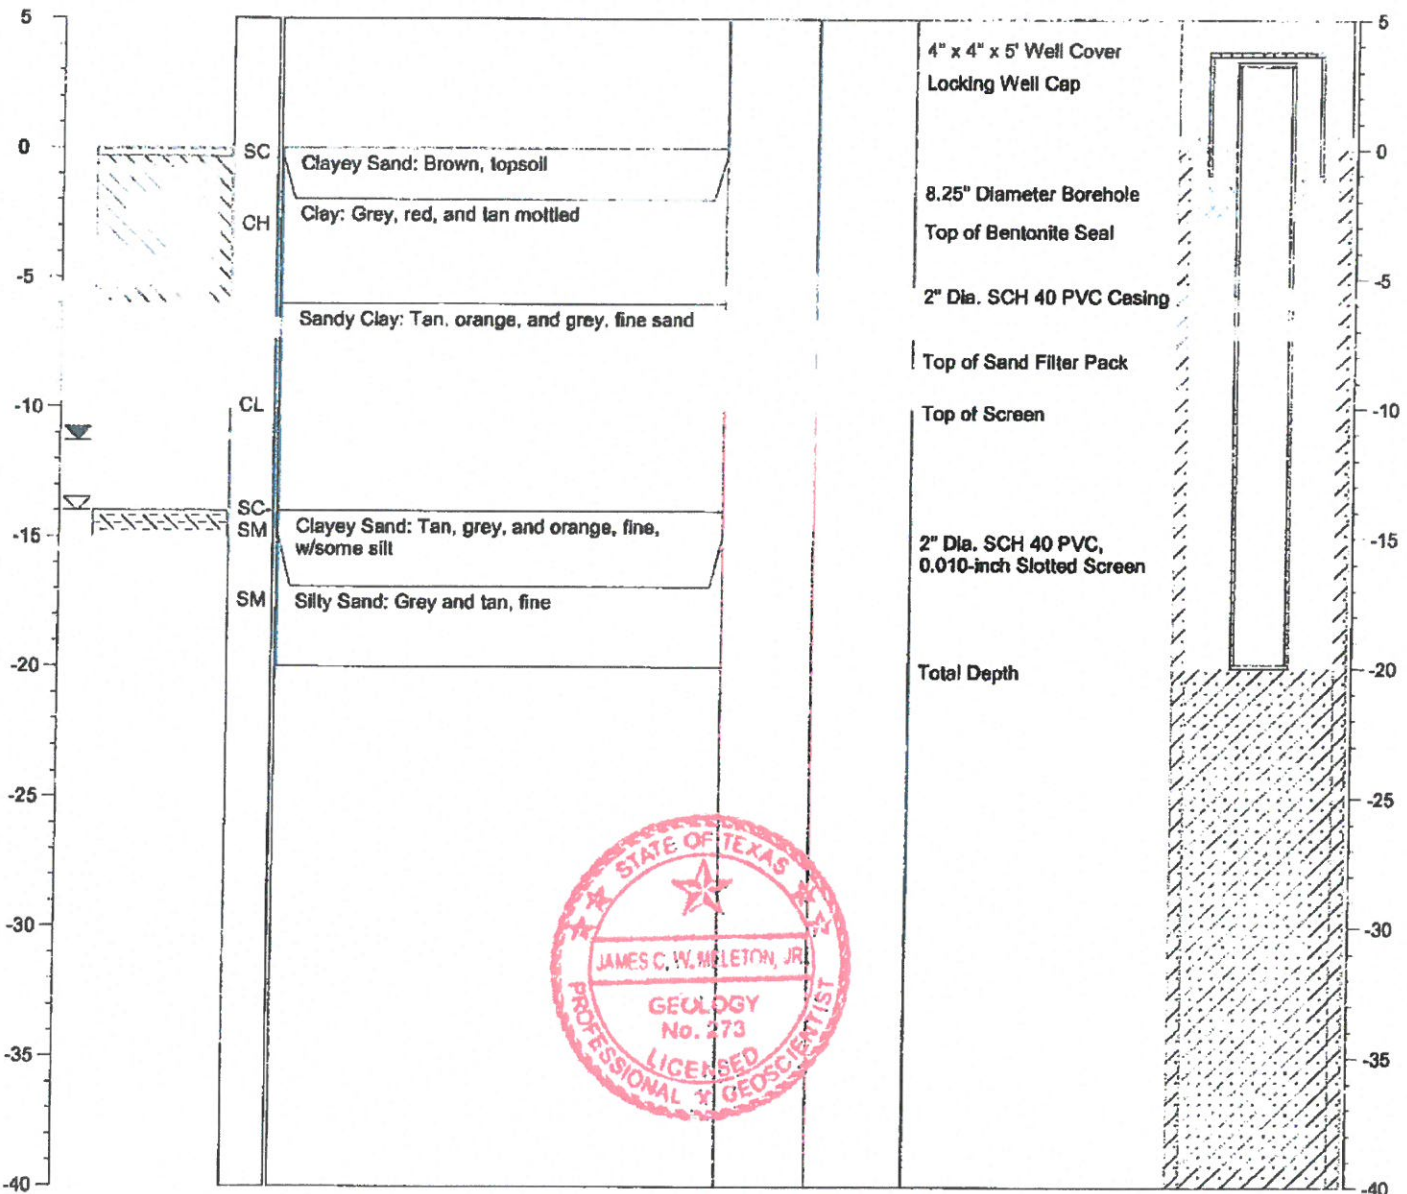 5
0
-5
-10
-15
-20
-25
-30
-35
-40
SC
CH
CL
SC
SM
SM
Clayey Sand: Brown, topsoil
Clay: Grey, red, and tan mottled
Sandy Clay: Tan, orange, and grey, fine sand
Clayey Sand: Tan, grey, and orange, fine,
w/some silt
Silty Sand: Grey and tan, fine
4" x 4" x 5' Well Cover
Locking Well Cap
8.25" Diameter Borehole
Top of Bentonite Seal
2" Dia. SCH 40 PVC Casing
Top of Sand Filter Pack
Top of Screen
2" Dia. SCH 40 PVC,
0.010-inch Slotted Screen
Total Depth
5
0
-5
-10
-15
-20
-25
-30
-35
-40
STATE OF TEXAS
JAMES C. W. MELETON, JR
GEOLOGY
No. 273
LICENSED
PROFESSIONAL GEOSCIENTIST